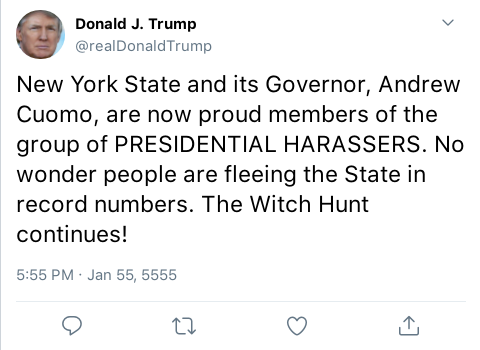 Donald J. Trump
@realDonaldTrump
New York State and its Governor, Andrew
Cuomo, are now proud members of the
group of PRESIDENTIAL HARASSERS. No
wonder people are fleeing the State in
record numbers. The Witch Hunt
continues!
5:55 PM · Jan 55, 5555